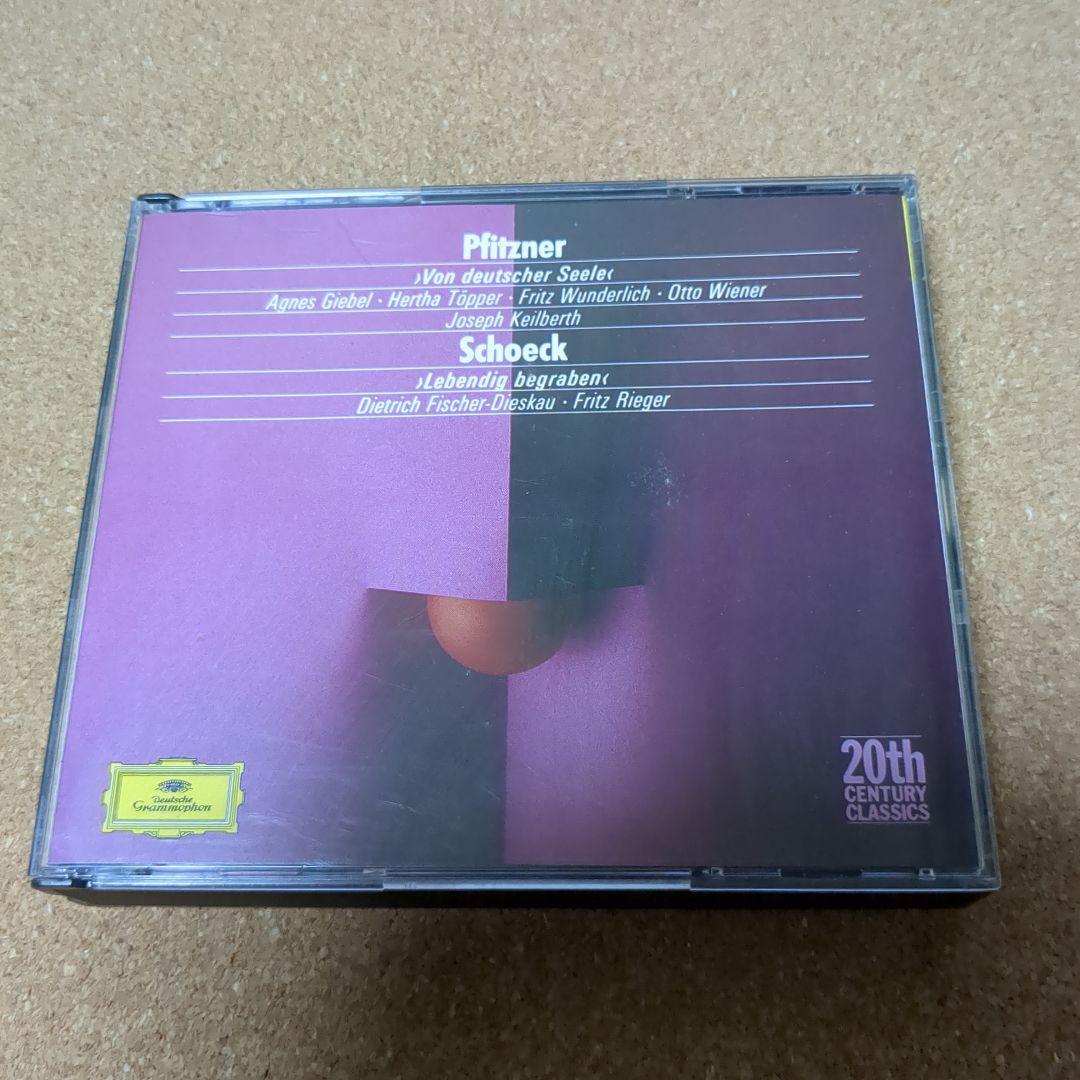 Pfitzner
›Von deutscher Seele‹
Agnes Giebel · Hertha Töpper · Fritz Wunderlich · Otto Wiener
Joseph Keilberth
Schoeck
›Lebendig begraben‹
Dietrich Fischer-Dieskau · Fritz Rieger
Deutsche
Grammophon
20th
CENTURY
CLASSICS